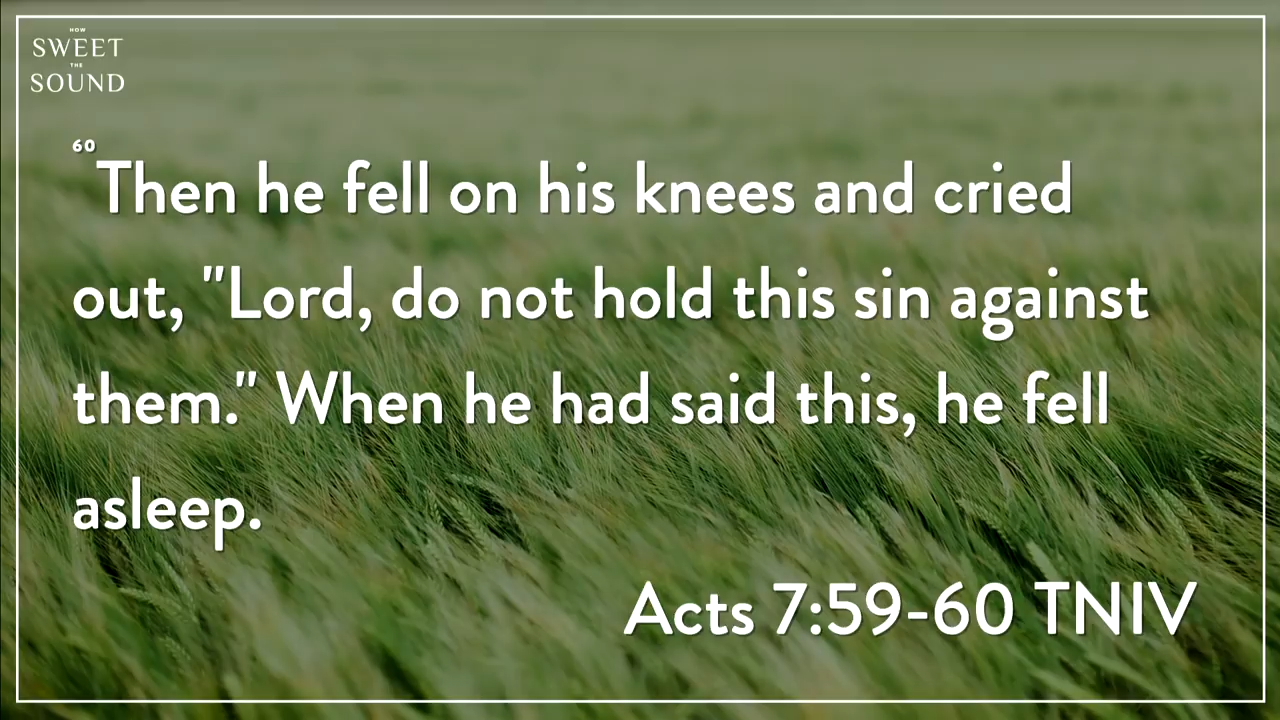 HOW
SWEET
THE
SOUND
60
Then he fell on his knees and cried
out, "Lord, do not hold this sin against
them." When he had said this, he fell
asleep.
Acts 7:59-60 TNIV